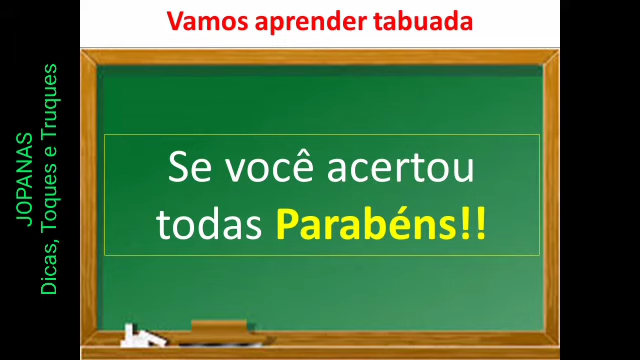 Vamos aprender tabuada
JOPANAS
Dicas, Toques e Truques
Se você acertou
todas Parabéns!!